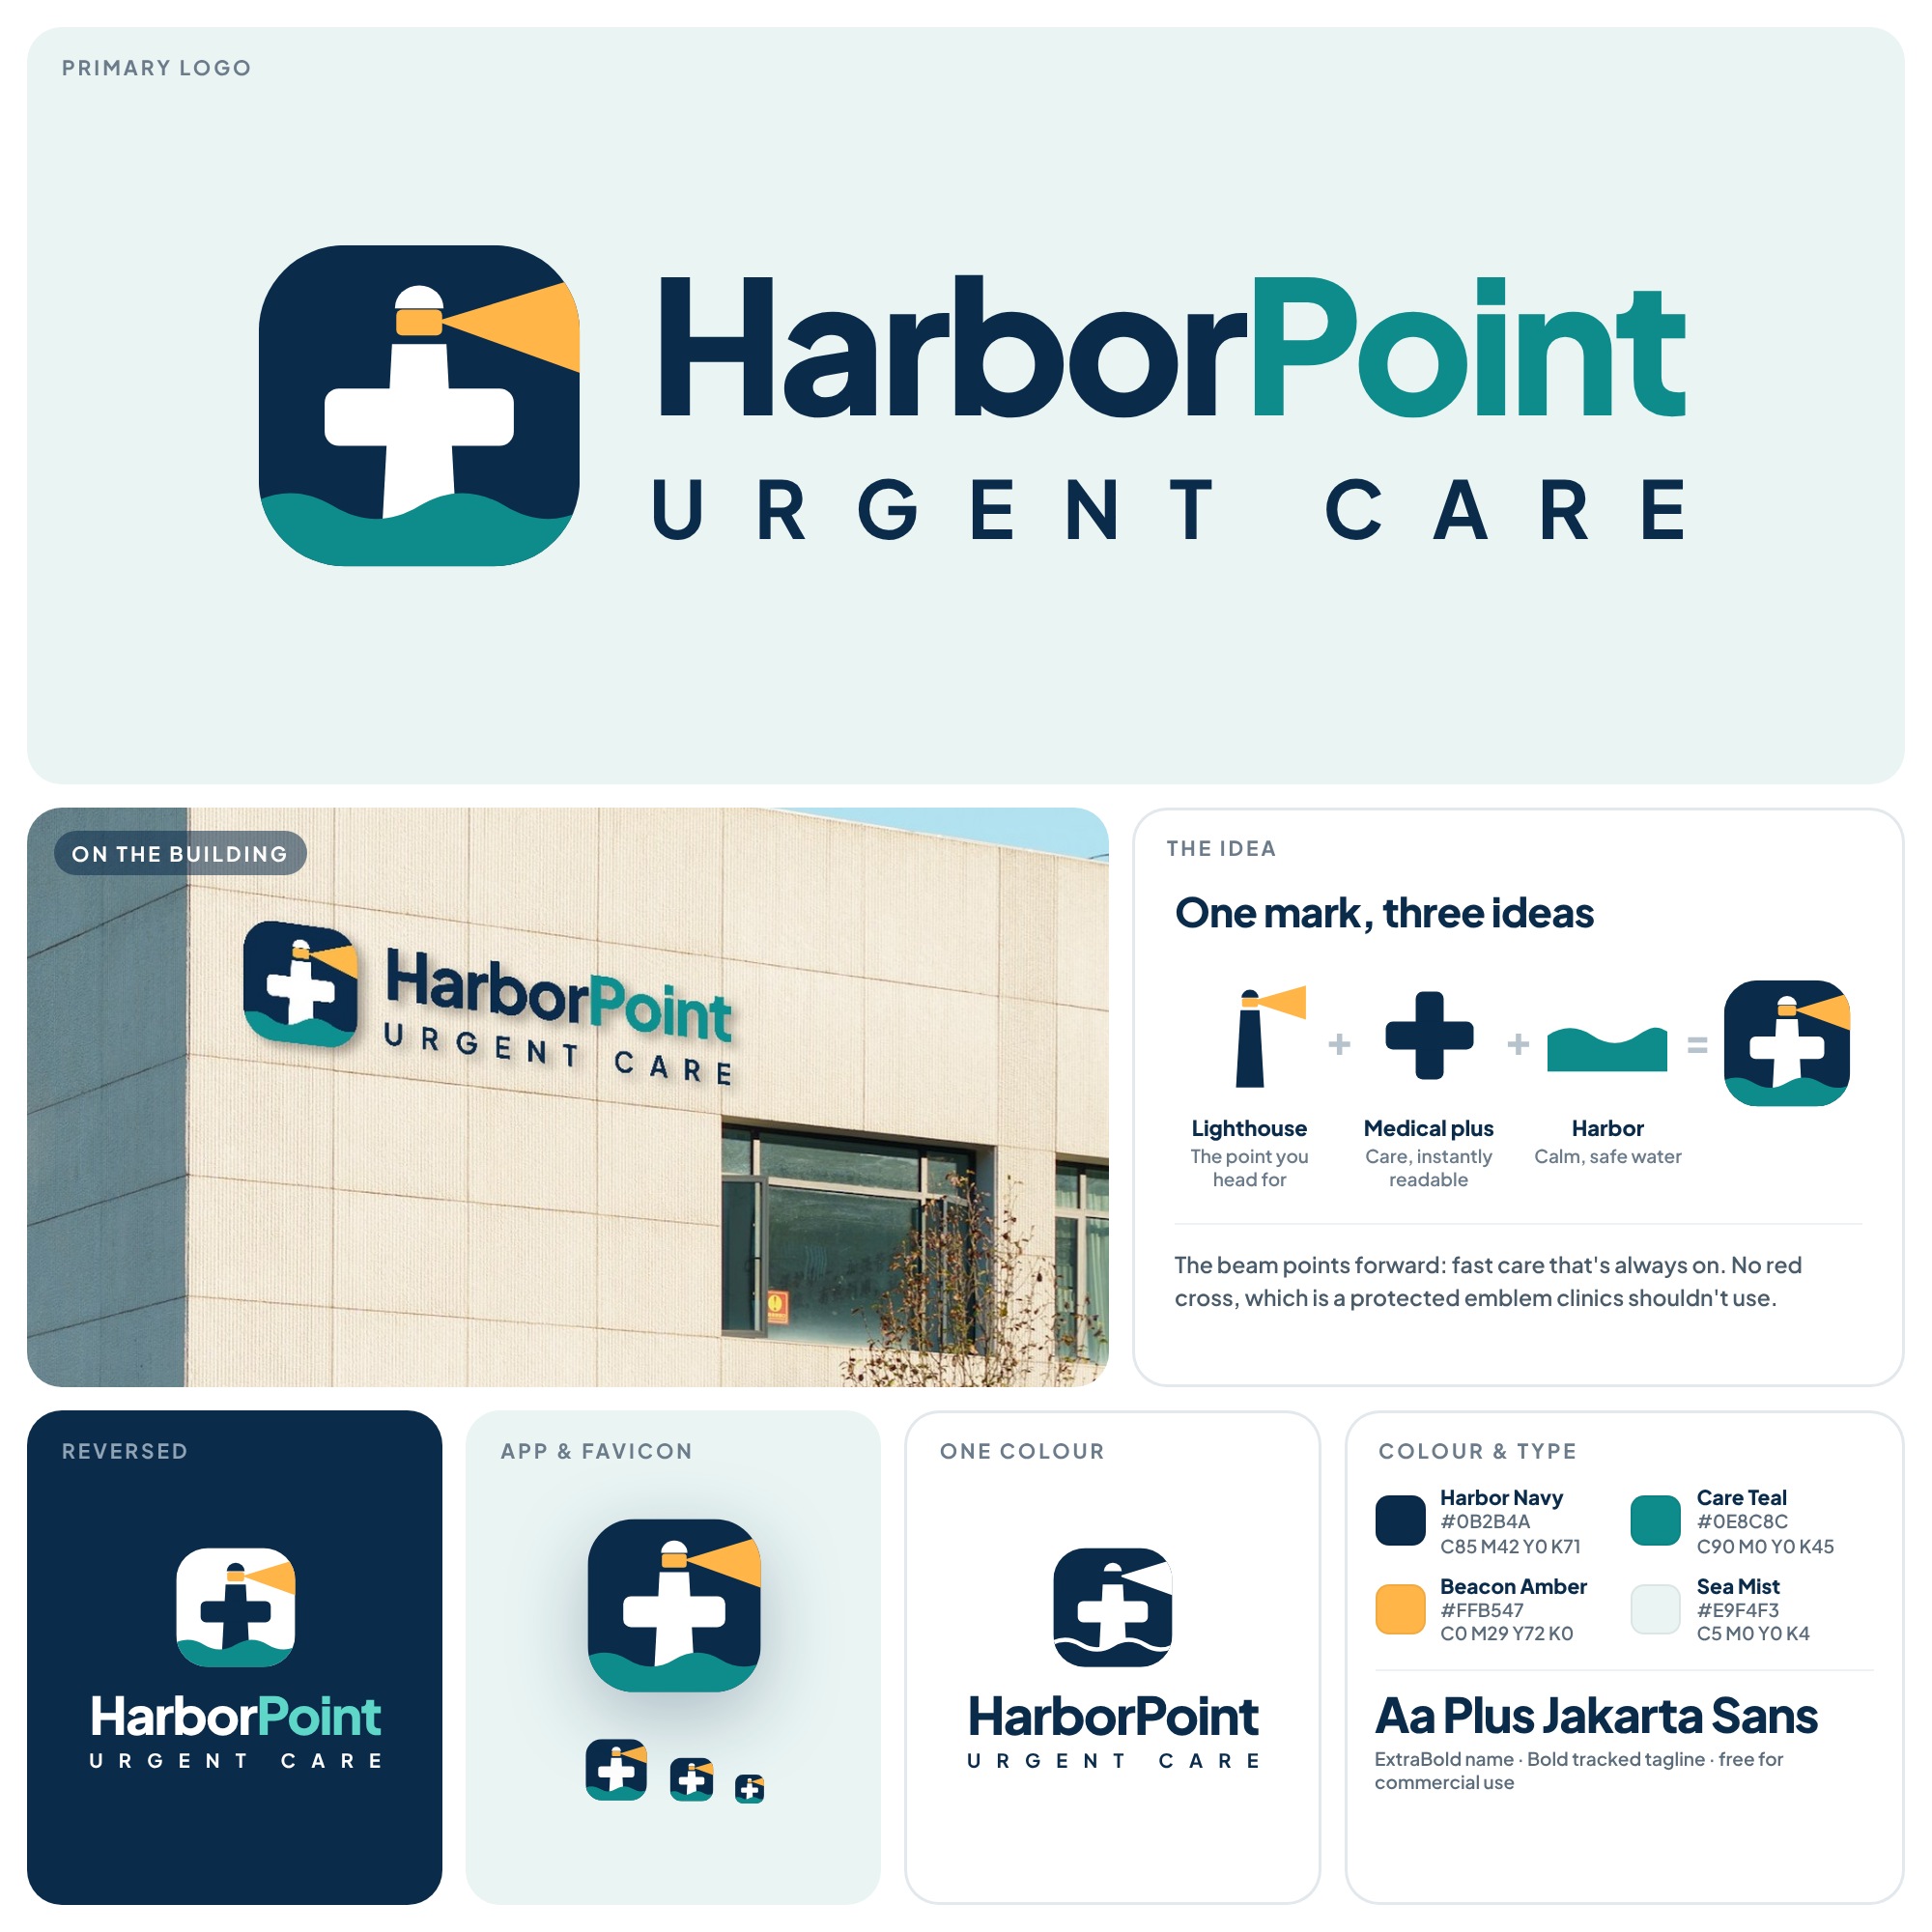 PRIMARY LOGO
HarborPoint
URGENT CARE
ON THE BUILDING
HarborPoint
URGENT CARE
THE IDEA
One mark, three ideas
+ + =
Lighthouse
The point you
head for
Medical plus
Care, instantly
readable
Harbor
Calm, safe water
The beam points forward: fast care that's always on. No red
cross, which is a protected emblem clinics shouldn't use.
REVERSED
HarborPoint
URGENT CARE
APP & FAVICON
ONE COLOUR
HarborPoint
URGENT CARE
COLOUR & TYPE
Harbor Navy
#0B2B4A
C85 M42 Y0 K71
Care Teal
#0E8C8C
C90 M0 Y0 K45
Beacon Amber
#FFB547
C0 M29 Y72 K0
Sea Mist
#E9F4F3
C5 M0 Y0 K4
Aa Plus Jakarta Sans
ExtraBold name · Bold tracked tagline · free for
commercial use